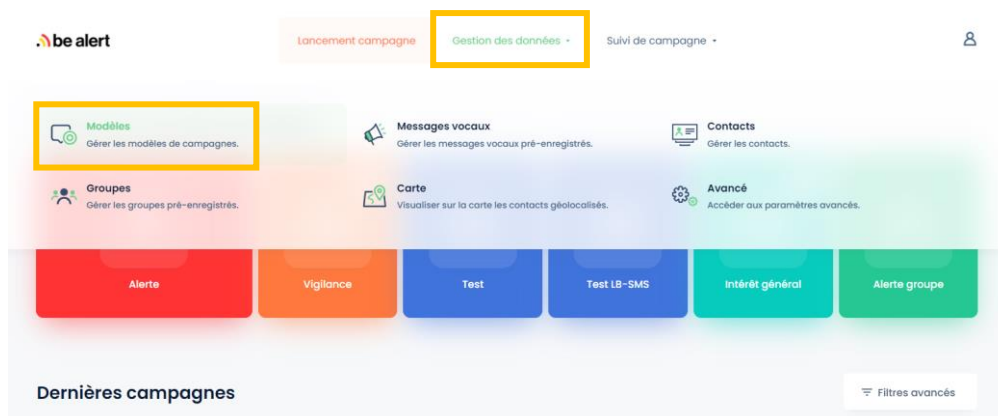 be alert
Lancement campagne
Gestion des données
Suivi de campagne
Modèles
Gérer les modèles de campagnes.
Messages vocaux
Gérer les messages vocaux pré-enregistrés.
Contacts
Gérer les contacts.
Groupes
Gérer les groupes pré-enregistrés.
Carte
Visualiser sur la carte les contacts géolocalisés.
Avancé
Accéder aux paramètres avancés.
Alerte
Vigilance
Test
Test LB-SMS
Intérêt général
Alerte groupe
Dernières campagnes
Filtres avancés